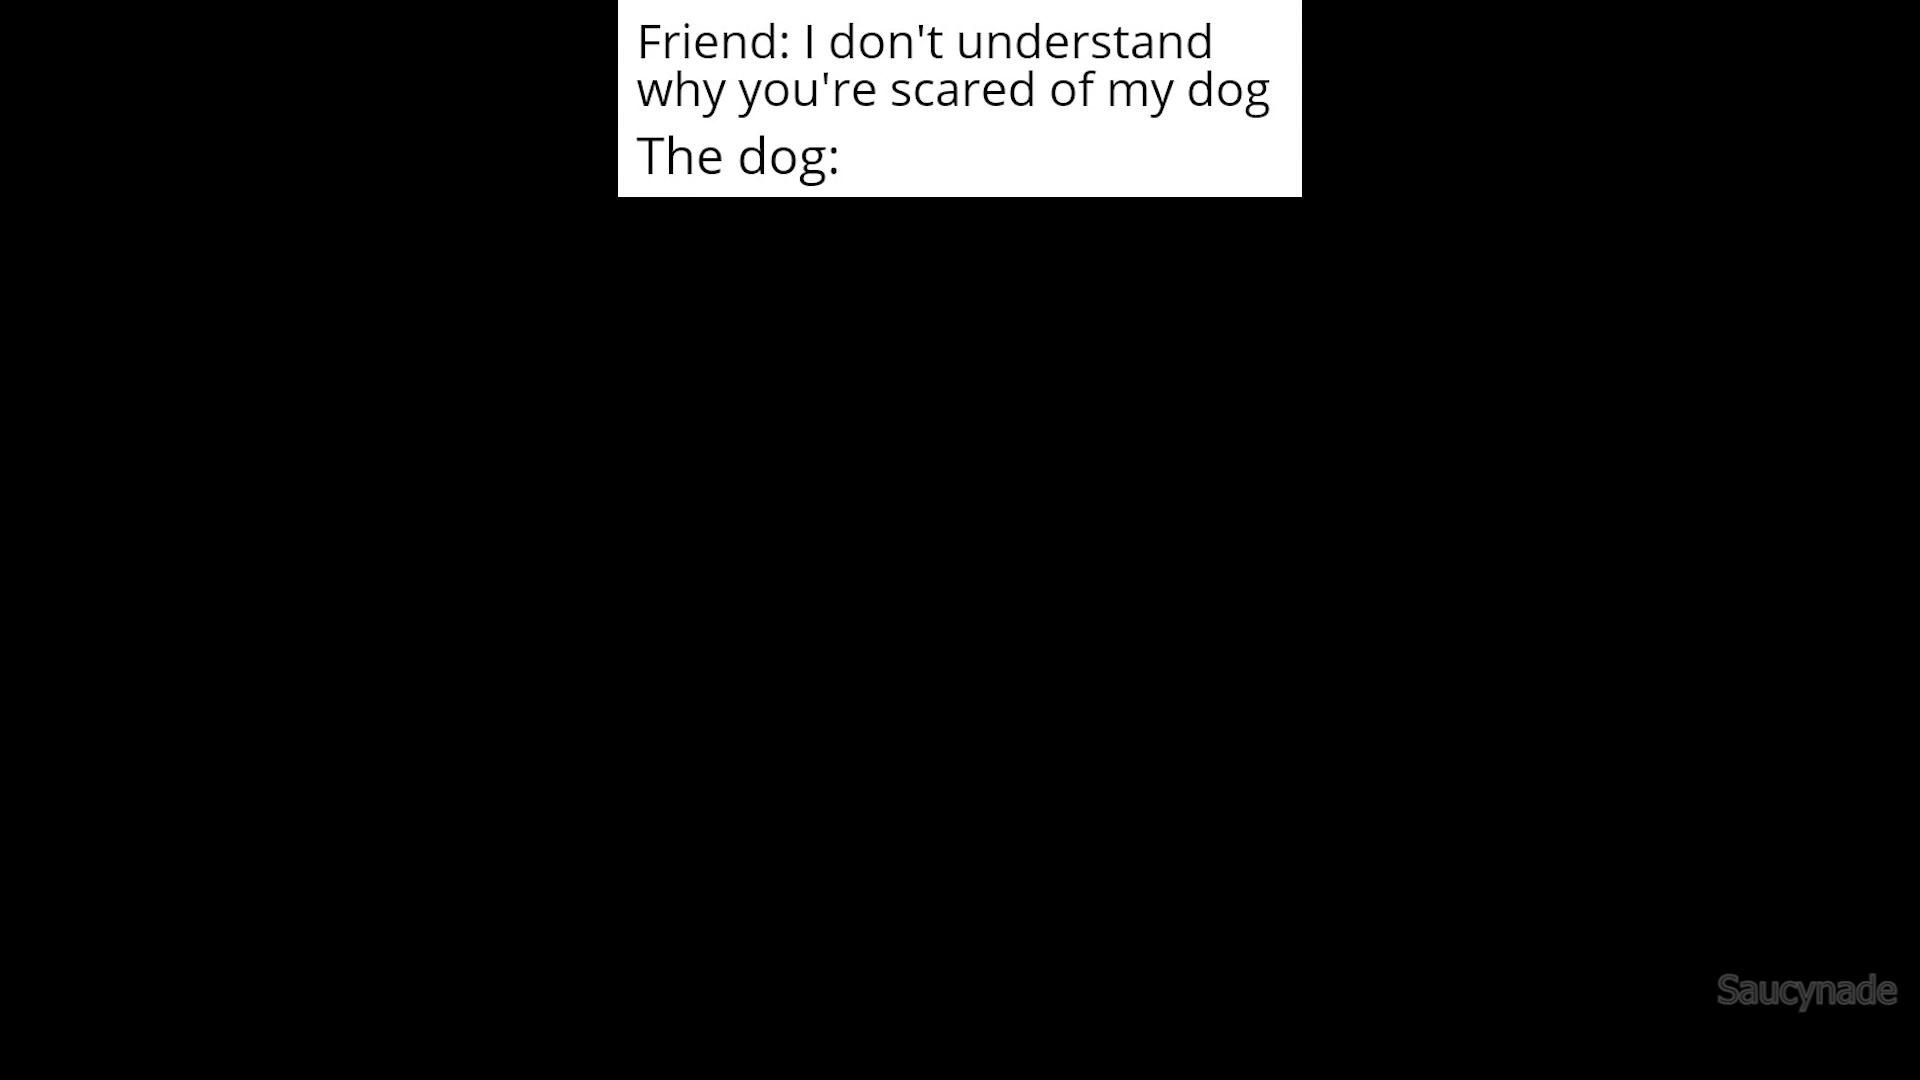 Friend: I don't understand
why you're scared of my dog
The dog:
Saucynade